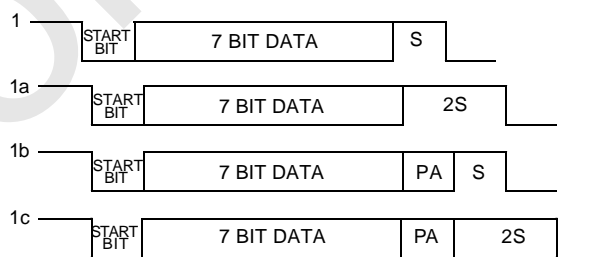 1 START BIT 7 BIT DATA S
1a START BIT 7 BIT DATA 2S
1b START BIT 7 BIT DATA PA S
1c START BIT 7 BIT DATA PA 2S